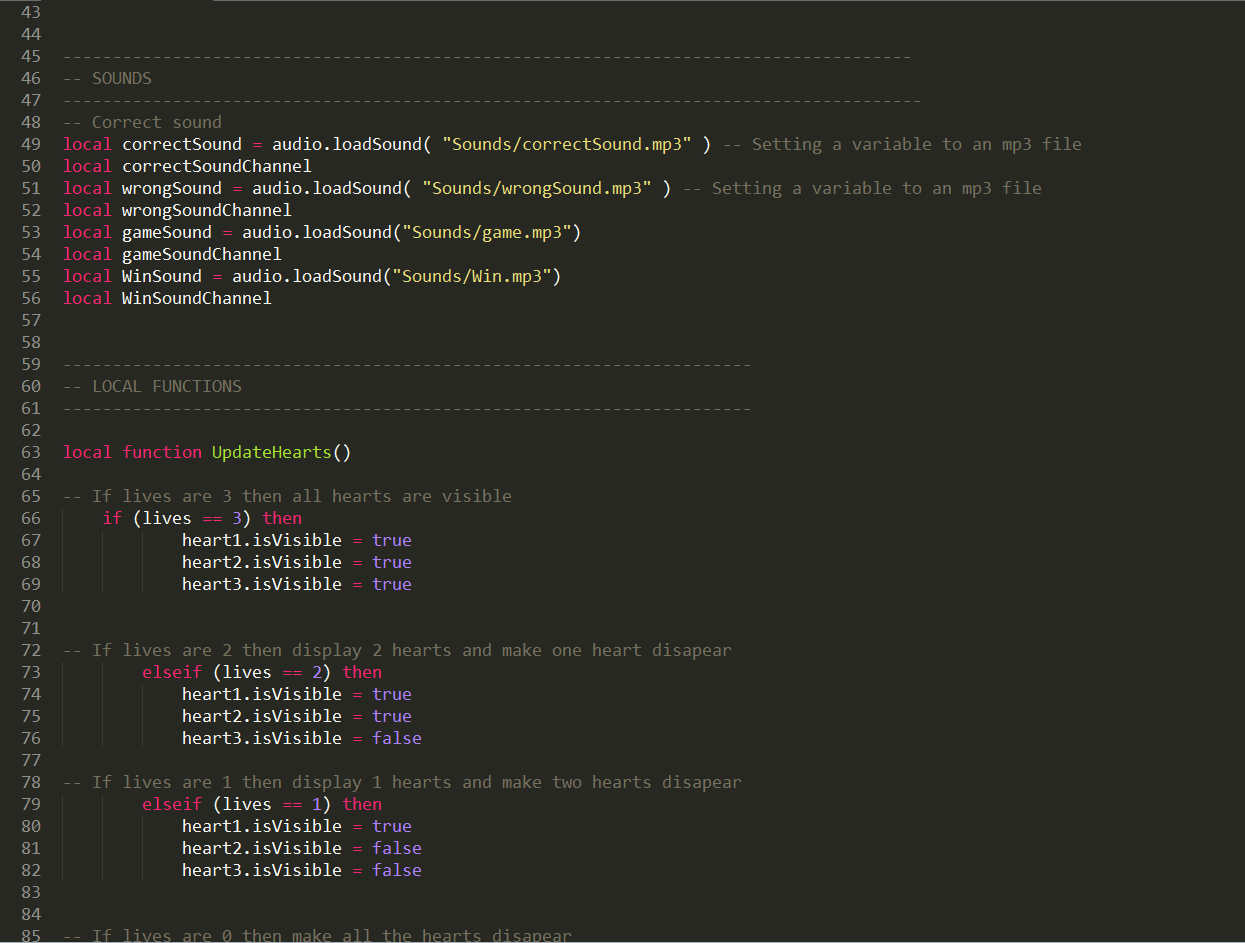 43
44
45 -------------------------------------------------------------------------------------
46 -- SOUNDS
47 --------------------------------------------------------------------------------------
48 -- Correct sound
49 local correctSound = audio.loadSound( "Sounds/correctSound.mp3" ) -- Setting a variable to an mp3 file
50 local correctSoundChannel
51 local wrongSound = audio.loadSound( "Sounds/wrongSound.mp3" ) -- Setting a variable to an mp3 file
52 local wrongSoundChannel
53 local gameSound = audio.loadSound("Sounds/game.mp3")
54 local gameSoundChannel
55 local WinSound = audio.loadSound("Sounds/Win.mp3")
56 local WinSoundChannel
57
58
59 ---------------------------------------------------------------------
60 -- LOCAL FUNCTIONS
61 ---------------------------------------------------------------------
62
63 local function UpdateHearts()
64
65 -- If lives are 3 then all hearts are visible
66     if (lives == 3) then
67             heart1.isVisible = true
68             heart2.isVisible = true
69             heart3.isVisible = true
70
71
72 -- If lives are 2 then display 2 hearts and make one heart disapear
73         elseif (lives == 2) then
74             heart1.isVisible = true
75             heart2.isVisible = true
76             heart3.isVisible = false
77
78 -- If lives are 1 then display 1 hearts and make two hearts disapear
79         elseif (lives == 1) then
80             heart1.isVisible = true
81             heart2.isVisible = false
82             heart3.isVisible = false
83
84
85 -- If lives are 0 then make all the hearts disapear